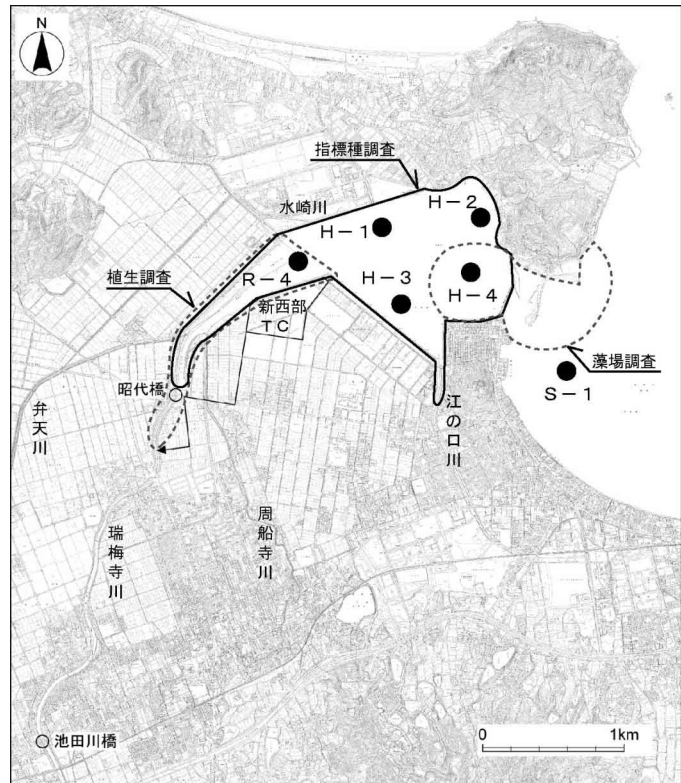 N
指標種調査
水崎川
H-2
H-1
植生調査
R-4
H-3
H-4
新西部
TC
藻場調査
昭代橋
S-1
弁天川
江の口川
周船寺川
瑞梅寺川
0 1km
池田川橋